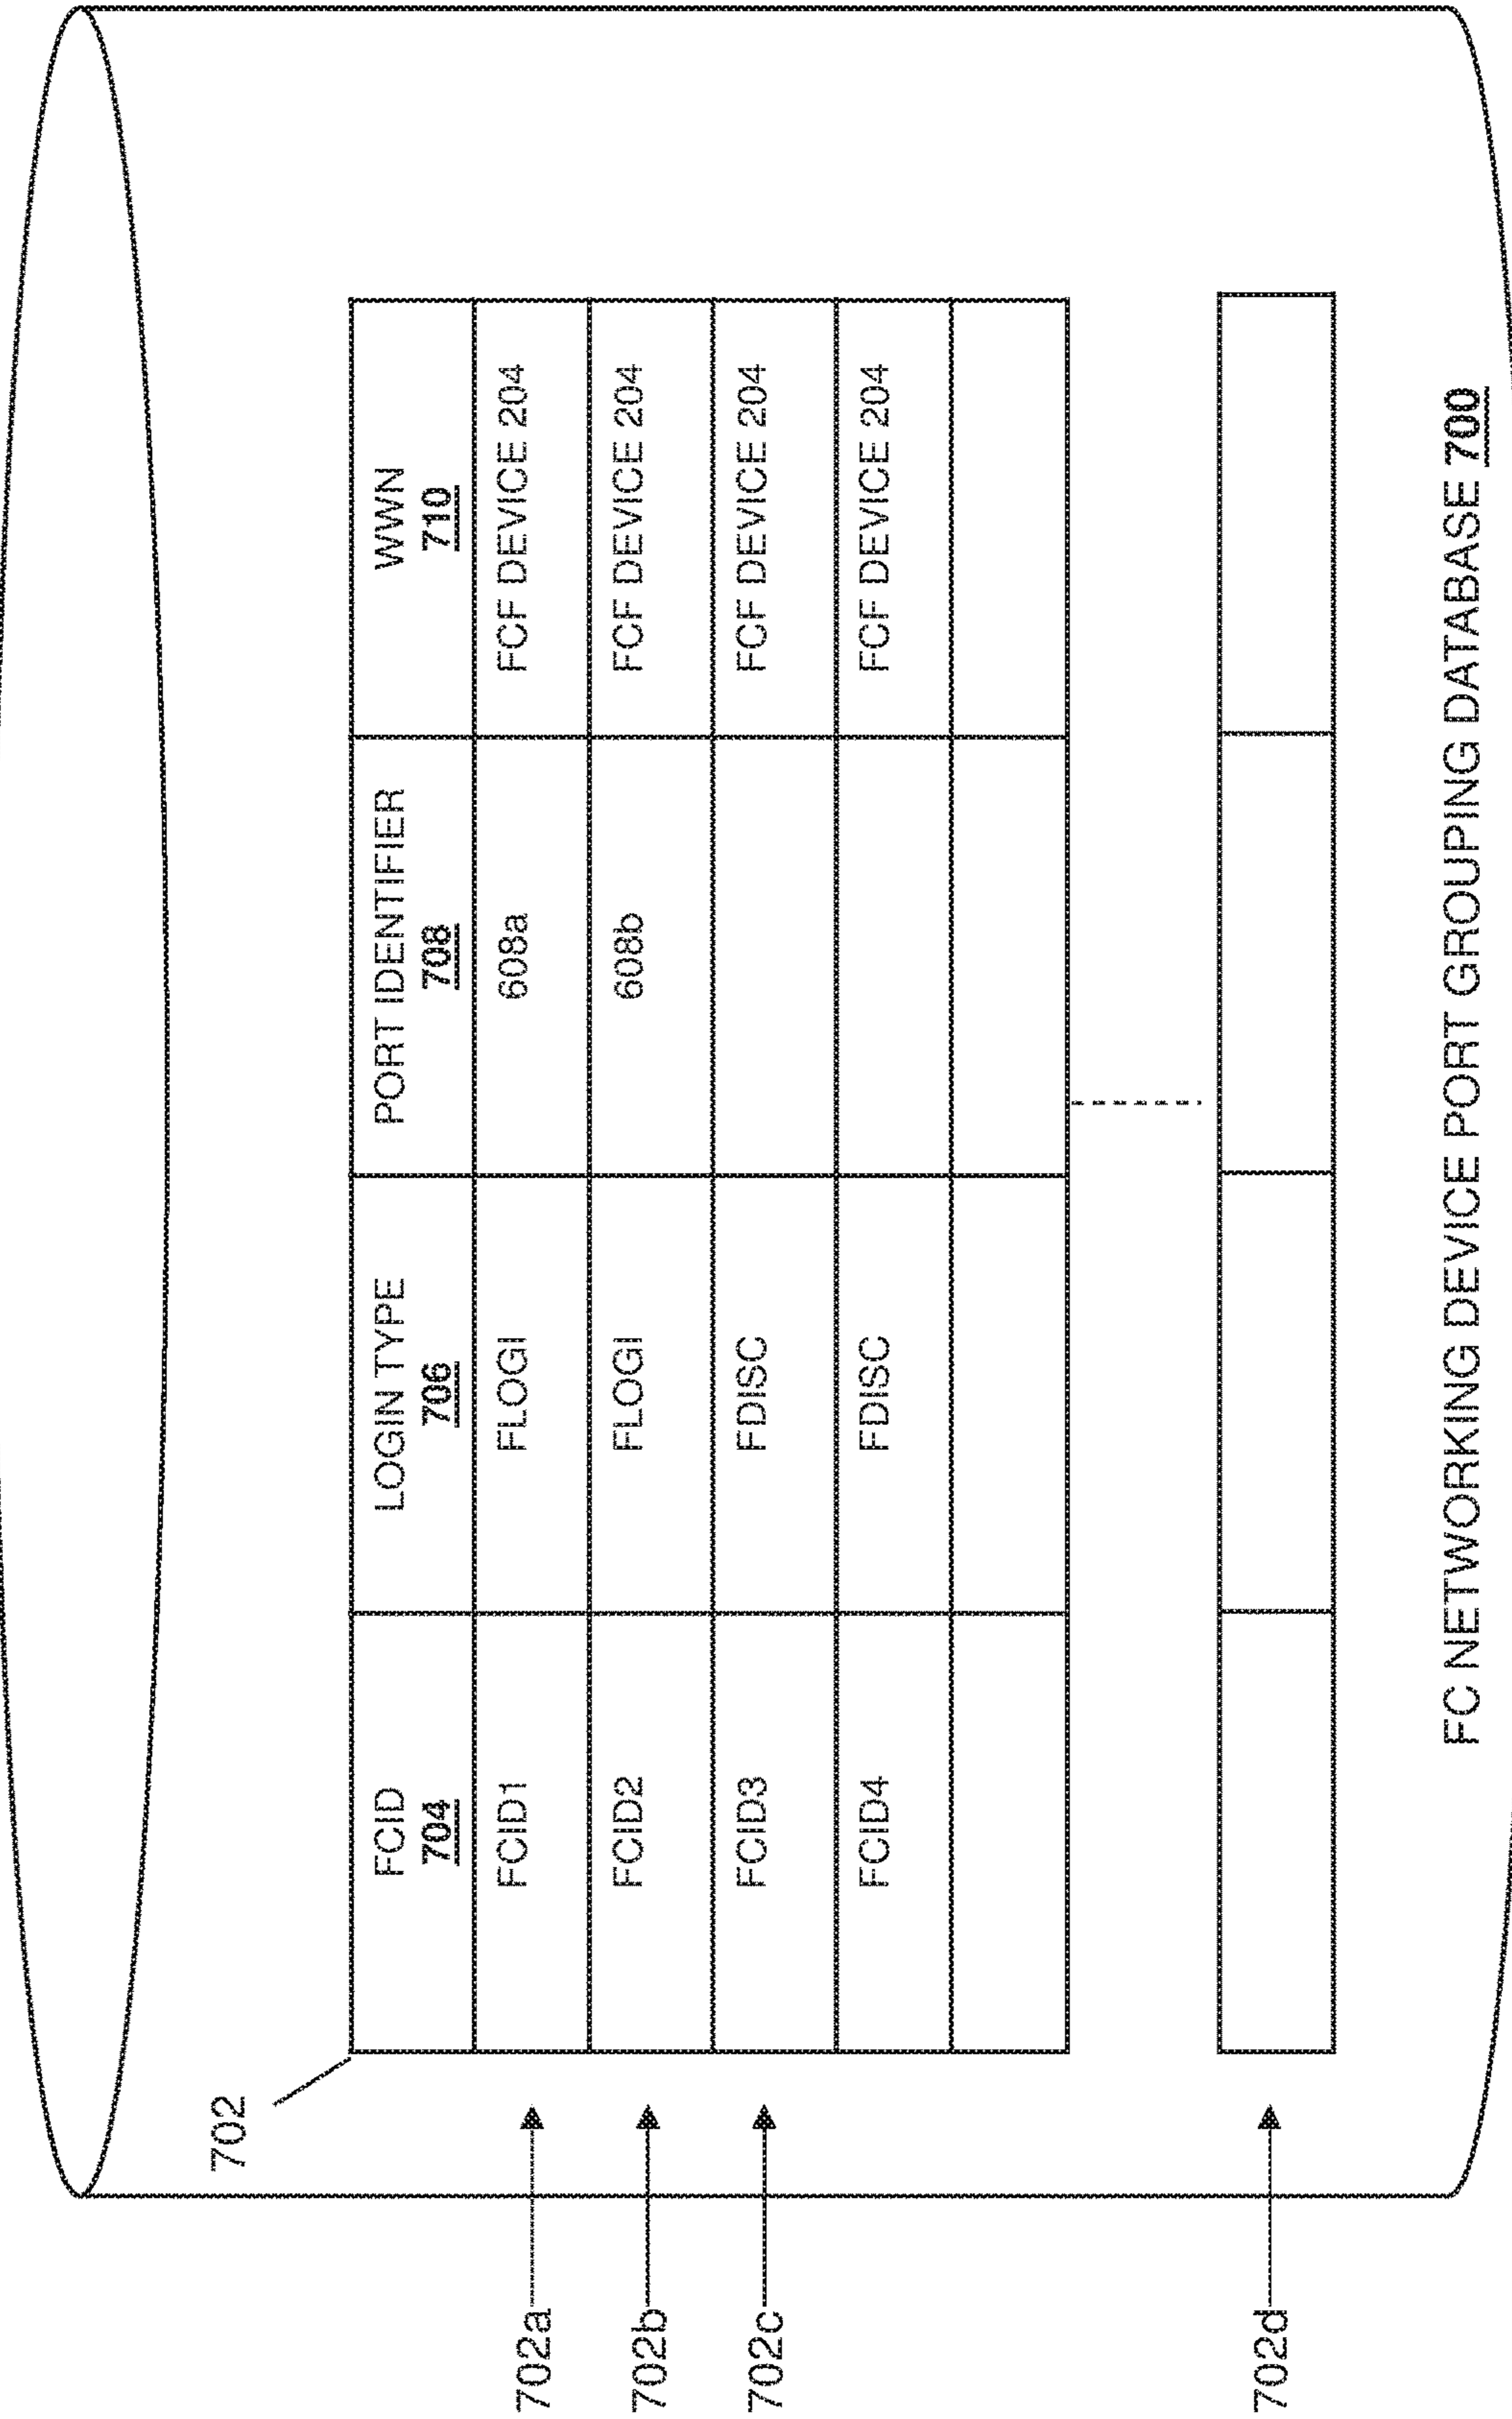 702
FCID LOGIN TYPE PORT IDENTIFIER WWN
704 706 708 710
702a FCID1 FLOGI 608a FCF DEVICE 204
702b FCID2 FLOGI 608b FCF DEVICE 204
702c FCID3 FDISC FCF DEVICE 204
FCID4 FDISC FCF DEVICE 204
702d
FC NETWORKING DEVICE PORT GROUPING DATABASE 700